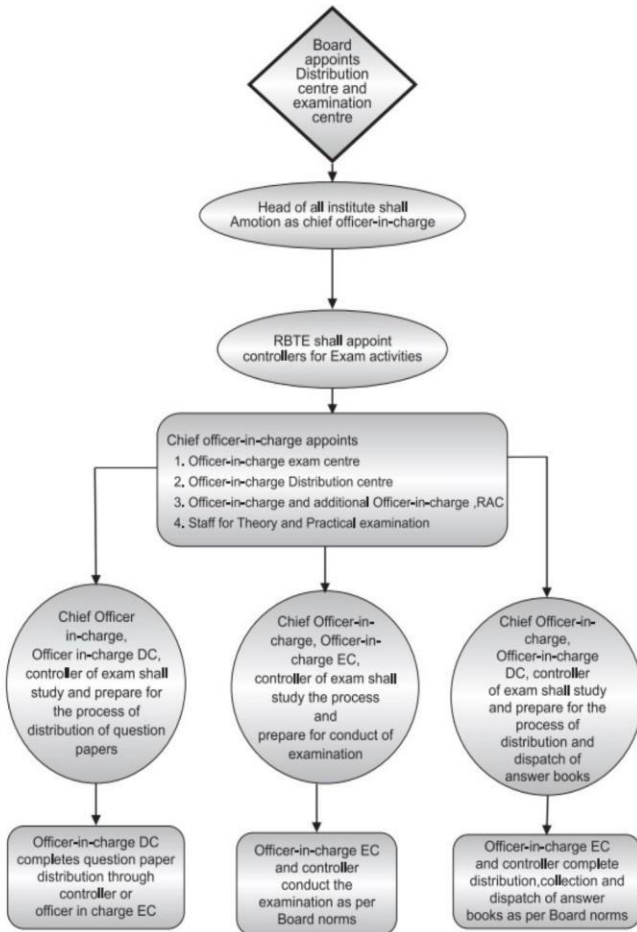 Board
appoints
Distribution
centre and
examination
centre
Head of all institute shall
Amotion as chief officer-in-charge
RBTE shall appoint
controllers for Exam activities
Chief officer-in-charge appoints
1. Officer-in-charge exam centre
2. Officer-in-charge Distribution centre
3. Officer-in-charge and additional Officer-in-charge ,RAC
4. Staff for Theory and Practical examination
Chief Officer
in-charge,
Officer in-charge DC,
controller of exam shall
study and prepare for
the process of
distribution of question
papers
Chief Officer-in-
charge, Officer-in-
charge EC,
controller of exam shall
study the process
and
prepare for conduct of
examination
Chief Officer-in-
charge,
Officer-in-charge
DC, controller
of exam shall study
and prepare for the
process of
distribution and
dispatch of
answer books
Officer-in-charge DC
completes question paper
distribution through
controller or
officer in charge EC
Officer-in-charge EC
and controller
conduct the
examination as per
Board norms
Officer-in-charge EC
and controller complete
distribution,collection and
dispatch of answer
books as per Board norms